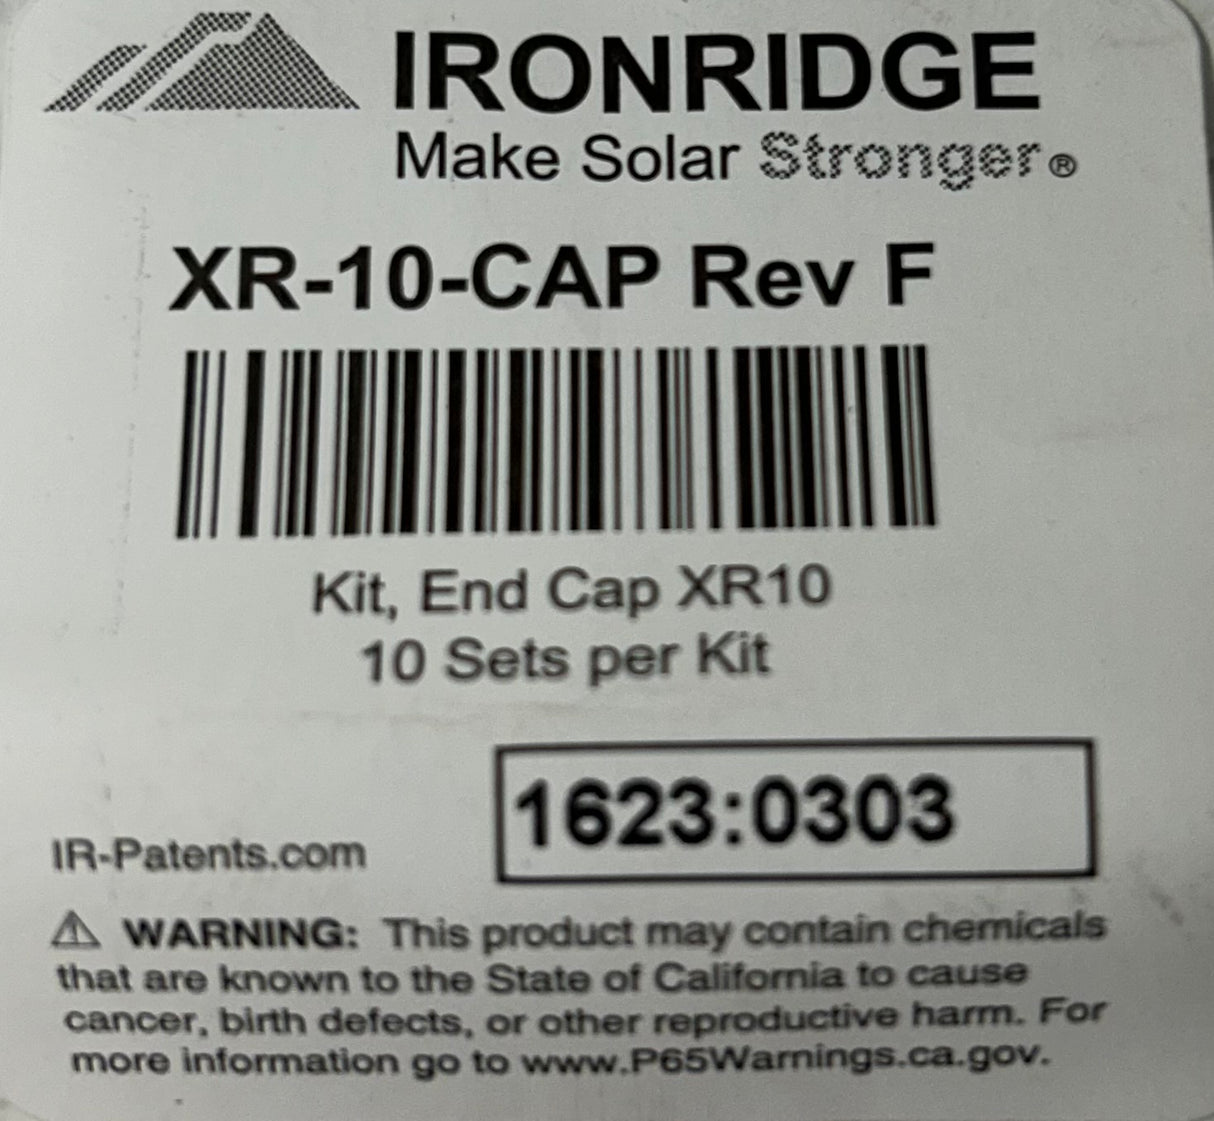 IRONRIDGE
Make Solar Stronger®
XR-10-CAP Rev F
Kit, End Cap XR10
10 Sets per Kit
1623:0303
IR-Patents.com
⚠ WARNING: This product may contain chemicals
that are known to the State of California to cause
cancer, birth defects, or other reproductive harm. For
more information go to www.P65Warnings.ca.gov.